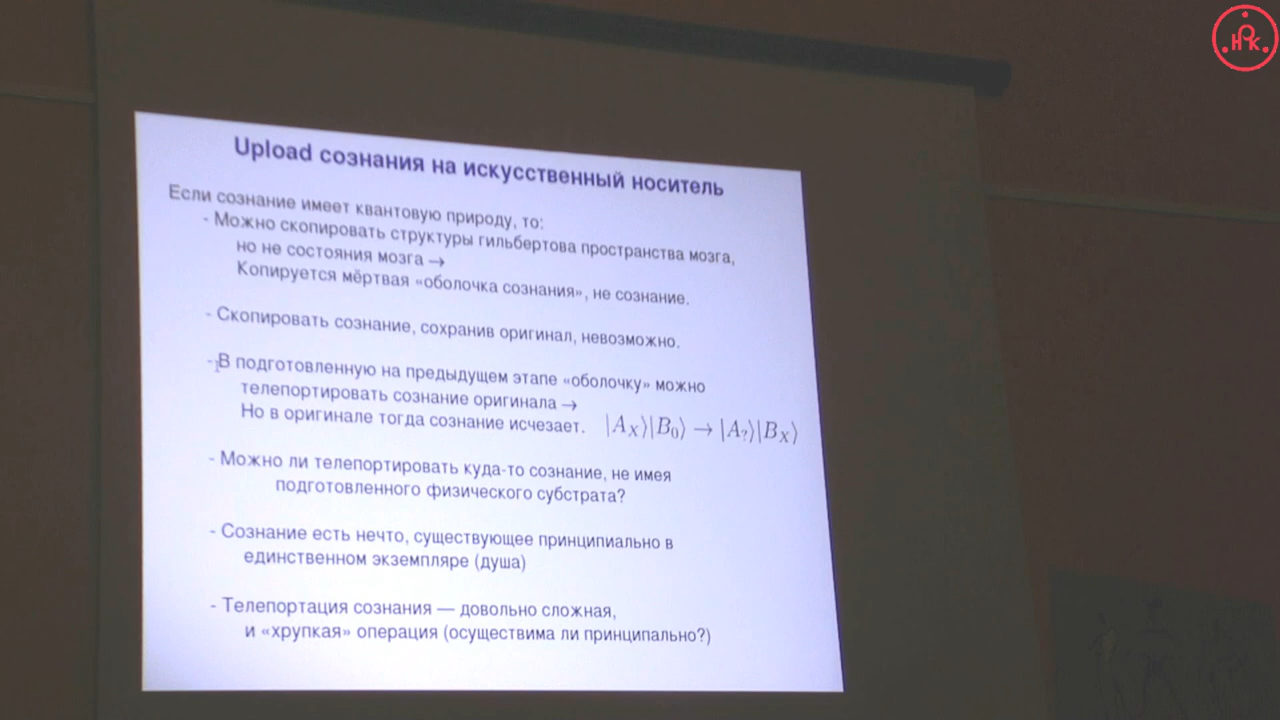 Upload сознания на искусственный носитель
Если сознание имеет квантовую природу, то:
- Можно скопировать структуры гильбертова пространства мозга,
но не состояния мозга →
Копируется мёртвая «оболочка сознания», не сознание.
- Скопировать сознание, сохранив оригинал, невозможно.
- В подготовленную на предыдущем этапе «оболочку» можно
телепортировать сознание оригинала →
Но в оригинале тогда сознание исчезает. |A_X⟩|B_0⟩ → |A_?⟩|B_X⟩
- Можно ли телепортировать куда-то сознание, не имея
подготовленного физического субстрата?
- Сознание есть нечто, существующее принципиально в
единственном экземпляре (душа)
- Телепортация сознания — довольно сложная,
и «хрупкая» операция (осуществима ли принципально?)